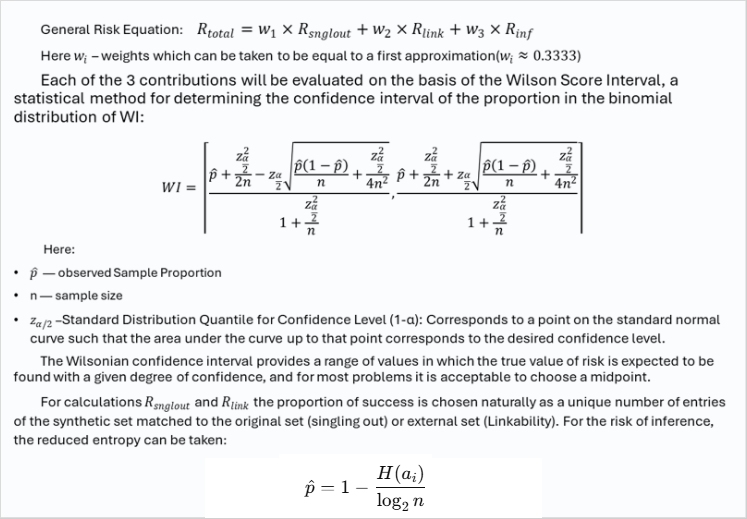 General Risk Equation: R_total = w₁ × R_snglout + w₂ × R_link + w₃ × R_inf
Here wᵢ – weights which can be taken to be equal to a first approximation(wᵢ ≈ 0.3333)
Each of the 3 contributions will be evaluated on the basis of the Wilson Score Interval, a
statistical method for determining the confidence interval of the proportion in the binomial
distribution of WI:
WI = [ (p̂ + z²_{α/2}/2n − z_{α/2} √(p̂(1 − p̂)/n + z²_{α/2}/4n²)) / (1 + z²_{α/2}/n) , (p̂ + z²_{α/2}/2n + z_{α/2} √(p̂(1 − p̂)/n + z²_{α/2}/4n²)) / (1 + z²_{α/2}/n) ]
Here:
• p̂ — observed Sample Proportion
• n— sample size
• z_{α/2} –Standard Distribution Quantile for Confidence Level (1-α): Corresponds to a point on the standard normal
curve such that the area under the curve up to that point corresponds to the desired confidence level.
The Wilsonian confidence interval provides a range of values in which the true value of risk is expected to be
found with a given degree of confidence, and for most problems it is acceptable to choose a midpoint.
For calculations R_snglout and R_link the proportion of success is chosen naturally as a unique number of entries
of the synthetic set matched to the original set (singling out) or external set (Linkability). For the risk of inference,
the reduced entropy can be taken:
p̂ = 1 − H(aᵢ)/log₂ n